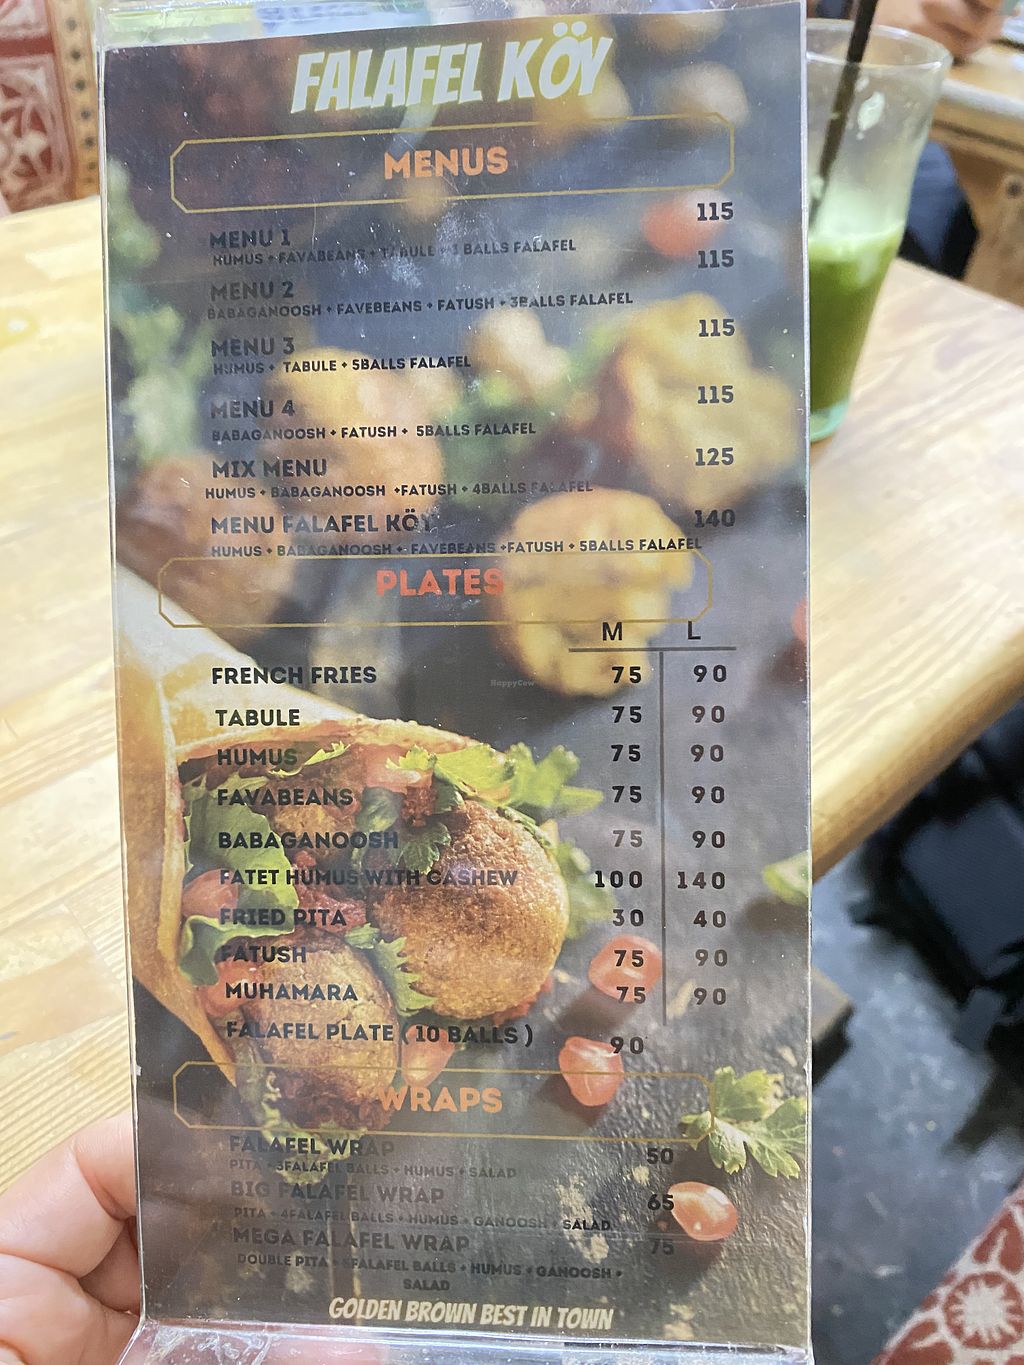 FALAFEL KÖY
MENUS
MENU 1 115
HUMUS + FAVABEANS + TABULE + BALLS FALAFEL
MENU 2 115
BABAGANOOSH + FAVEBEANS + FATUSH + 3BALLS FALAFEL
MENU 3 115
HUMUS + TABULE + 5BALLS FALAFEL
MENU 4 115
BABAGANOOSH + FATUSH + 5BALLS FALAFEL
MIX MENU 125
HUMUS + BABAGANOOSH +FATUSH + 4BALLS FALAFEL
MENU FALAFEL KÖY 140
HUMUS + BABAGANOOSH + FAVEBEANS +FATUSH + 5BALLS FALAFEL
PLATES
M L
FRENCH FRIES 75 90
TABULE 75 90
HUMUS 75 90
FAVABEANS 75 90
BABAGANOOSH 75 90
FATET HUMUS WITH CASHEW 100 140
FRIED PITA 30 40
FATUSH 75 90
MUHAMARA 75 90
FALAFEL PLATE ( 10 BALLS ) 90
HappyCow
WRAPS
FALAFEL WRAP 50
PITA + 3FALAFEL BALLS + HUMUS + SALAD
BIG FALAFEL WRAP 65
PITA + 4FALAFEL BALLS + HUMUS + GANOOSH + SALAD
MEGA FALAFEL WRAP 75
DOUBLE PITA + BALLS + HUMUS + GANOOSH +
SALAD
GOLDEN BROWN BEST IN TOWN